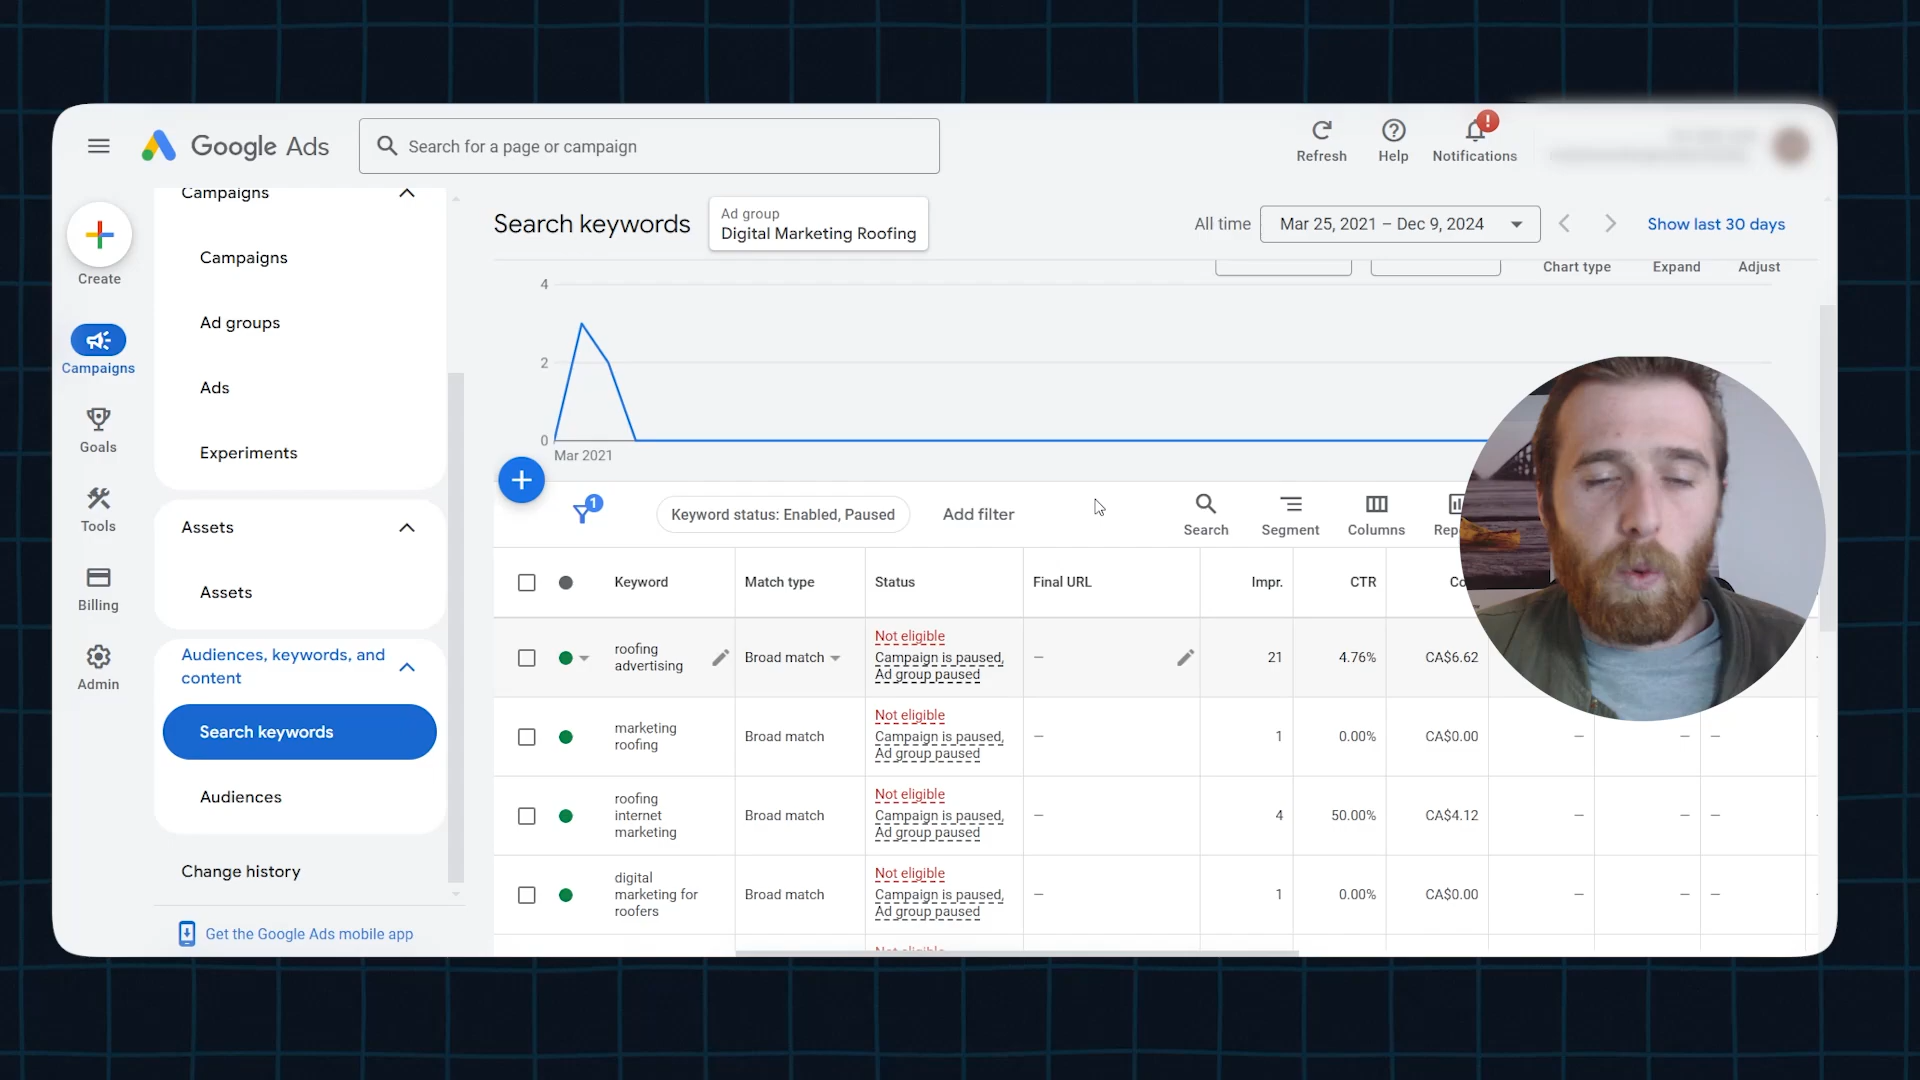 Google Ads
Search for a page or campaign
Refresh
Help
!
Notifications
Create
Campaigns
Goals
Tools
Billing
Admin
Campaigns
Campaigns
Ad groups
Ads
Experiments
Assets
Assets
Audiences, keywords, and
content
Search keywords
Audiences
Change history
Get the Google Ads mobile app
Search keywords
Ad group
Digital Marketing Roofing
All time
Mar 25, 2021 – Dec 9, 2024
Show last 30 days
Chart type
Expand
Adjust
4
2
0
Mar 2021
1
Keyword status: Enabled, Paused
Add filter
Search
Segment
Columns
Keyword
Match type
Status
Final URL
Impr.
CTR
roofing
advertising
Broad match
Not eligible
Campaign is paused,
Ad group paused
–
21
4.76%
CA$6.62
marketing
roofing
Broad match
Not eligible
Campaign is paused,
Ad group paused
–
1
0.00%
CA$0.00
–
–
–
roofing
internet
marketing
Broad match
Not eligible
Campaign is paused,
Ad group paused
–
4
50.00%
CA$4.12
–
–
–
digital
marketing for
roofers
Broad match
Not eligible
Campaign is paused,
Ad group paused
–
1
0.00%
CA$0.00
–
–
–